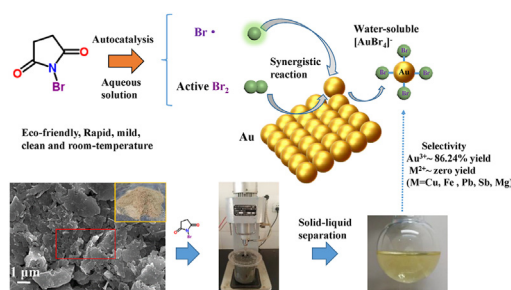 O
N
O
Br
Autocatalysis
Aqueous
solution
Br •
Active Br2
Synergistic
reaction
Au
Water-soluble
[AuBr4]-
Br
Br
Au
Br
Br
Eco-friendly, Rapid, mild,
clean and room-temperature
Selectivity
Au3+~ 86.24% yield
M2+~ zero yield
(M=Cu, Fe , Pb, Sb, Mg)
1 μm
Solid-liquid
separation